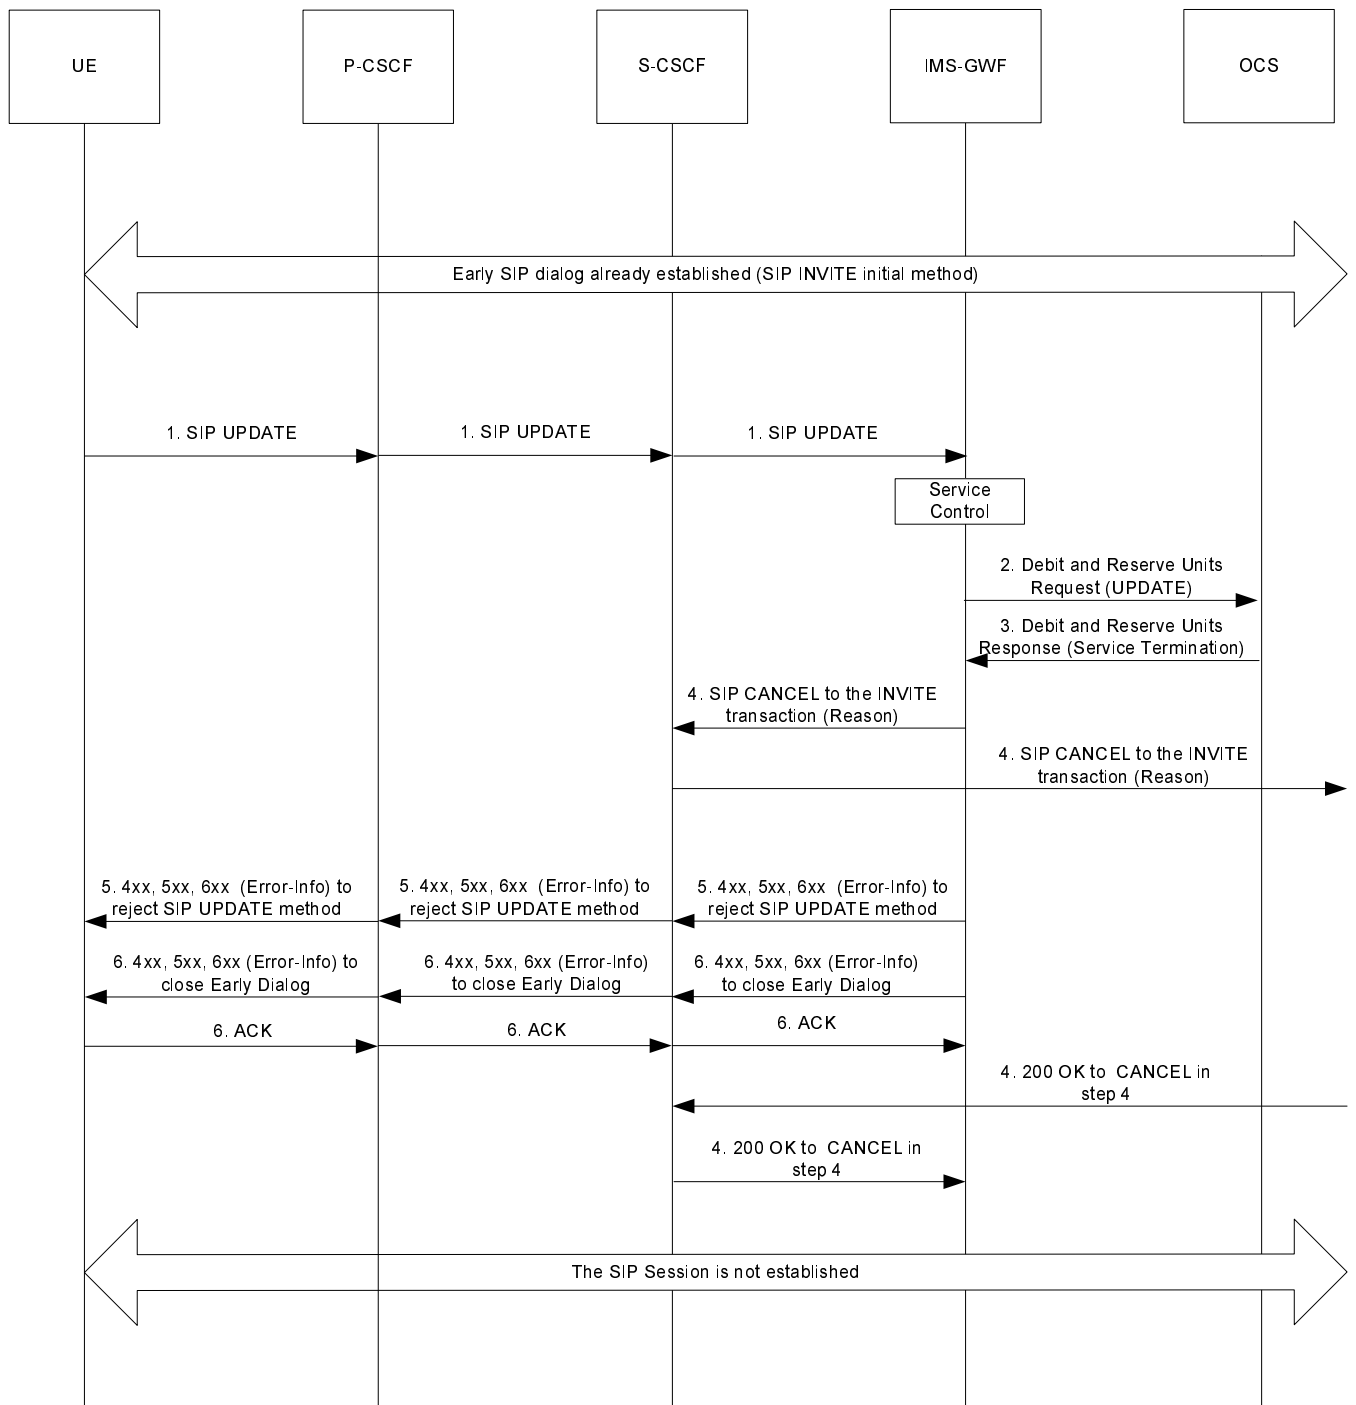 UE
P-CSCF
S-CSCF
IMS-GWF
OCS
Early SIP dialog already established (SIP INVITE initial method)
1. SIP UPDATE
1. SIP UPDATE
1. SIP UPDATE
Service
Control
2. Debit and Reserve Units
Request (UPDATE)
3. Debit and Reserve Units
Response (Service Termination)
4. SIP CANCEL to the INVITE
transaction (Reason)
4. SIP CANCEL to the INVITE
transaction (Reason)
5. 4xx, 5xx, 6xx (Error-Info) to
reject SIP UPDATE method
5. 4xx, 5xx, 6xx (Error-Info) to
reject SIP UPDATE method
5. 4xx, 5xx, 6xx (Error-Info) to
reject SIP UPDATE method
6. 4xx, 5xx, 6xx (Error-Info) to
close Early Dialog
6. 4xx, 5xx, 6xx (Error-Info)
to close Early Dialog
6. 4xx, 5xx, 6xx (Error-Info)
to close Early Dialog
6. ACK
6. ACK
6. ACK
4. 200 OK to CANCEL in
step 4
4. 200 OK to CANCEL in
step 4
The SIP Session is not established